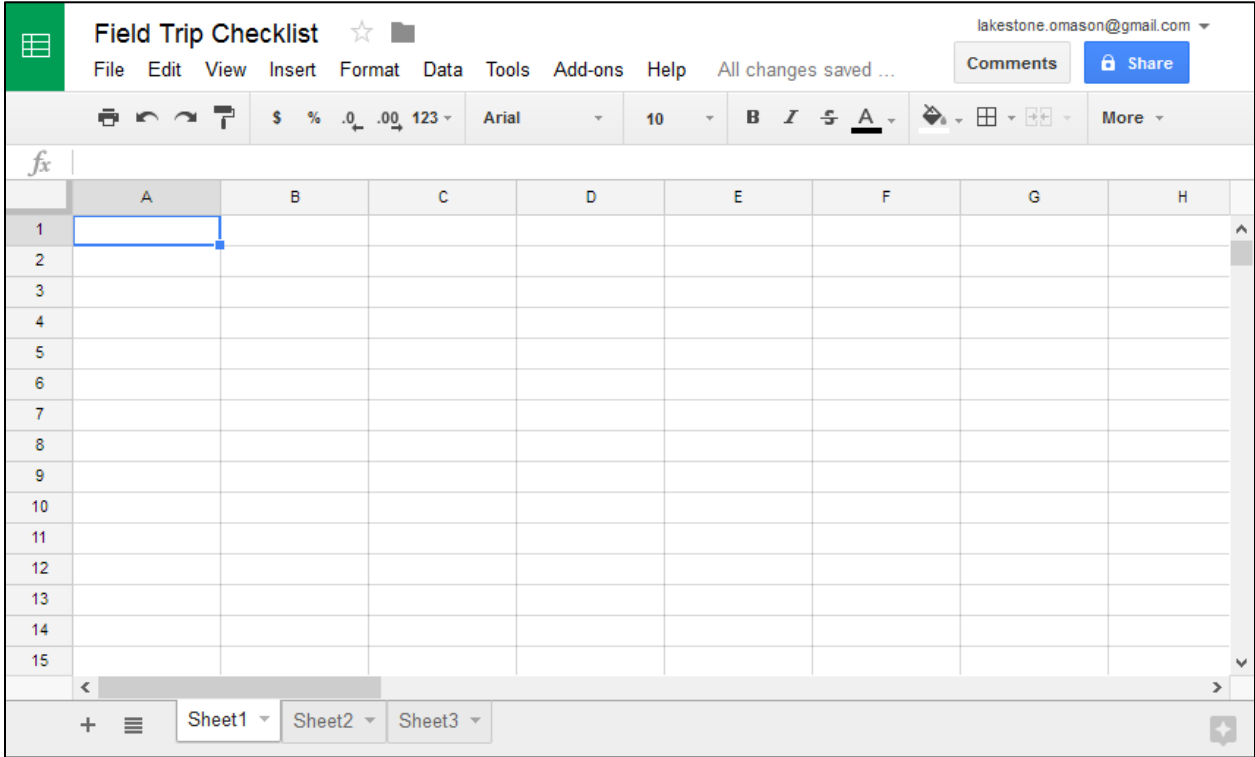 Field Trip Checklist
lakestone.omason@gmail.com
File Edit View Insert Format Data Tools Add-ons Help All changes saved ...
Comments Share
$ % .0 .00 123 Arial 10 B I S A More
fx
A B C D E F G H
1
2
3
4
5
6
7
8
9
10
11
12
13
14
15
+ Sheet1 Sheet2 Sheet3